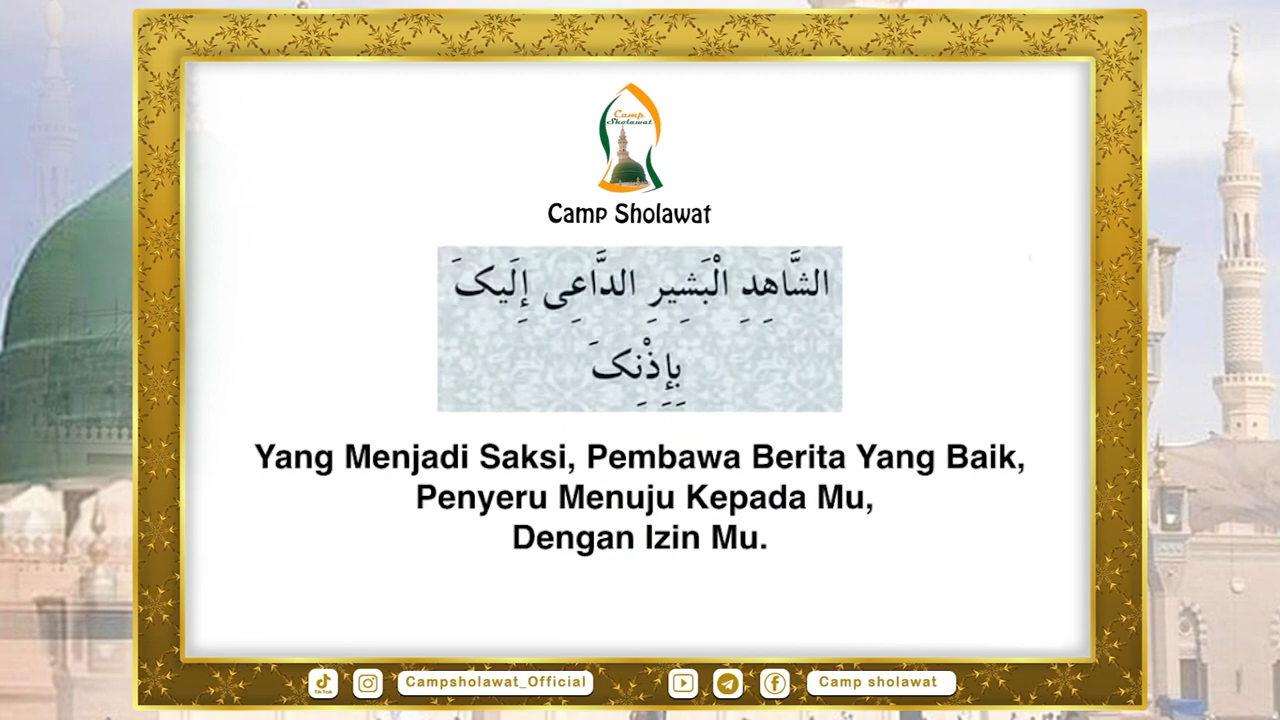 Camp
Sholawat
Camp Sholawat
الشَّاهِدِ الْبَشِيرِ الدَّاعِى إِلَيكَ
بِإِذْنِكَ
Yang Menjadi Saksi, Pembawa Berita Yang Baik,
Penyeru Menuju Kepada Mu,
Dengan Izin Mu.
TikTok
Campsholawat_Official
Camp sholawat